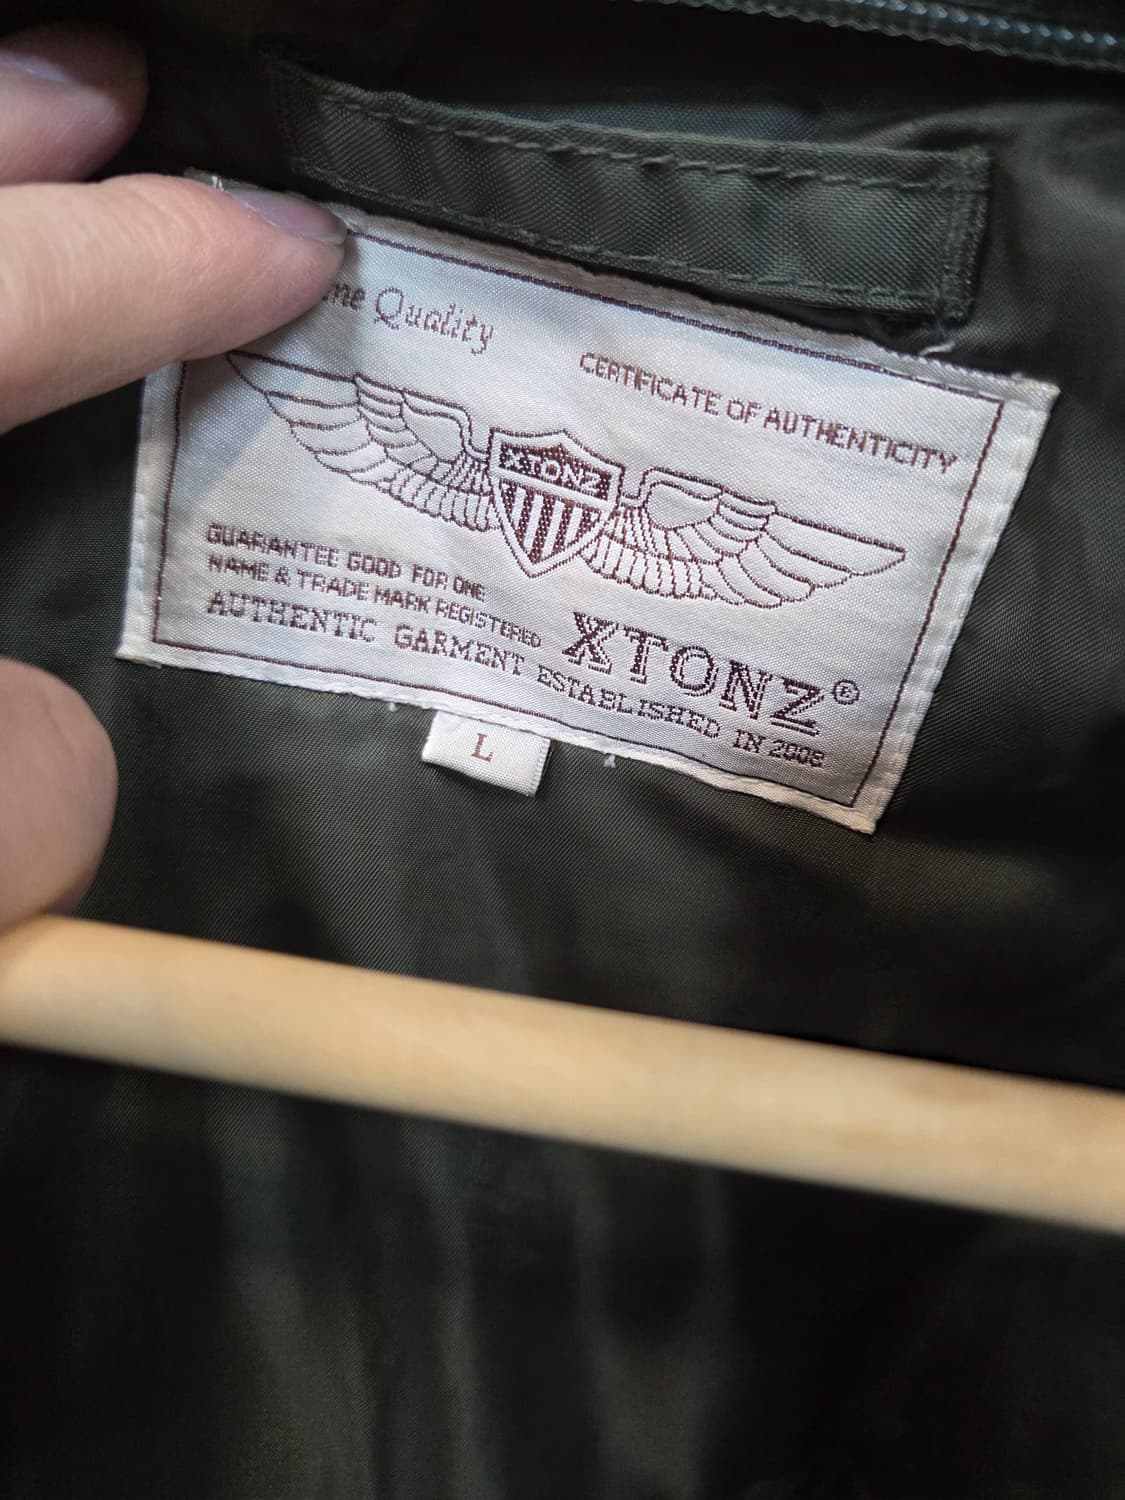 Quality
CERTIFICATE OF AUTHENTICITY
XTONZ
GUARANTEE GOOD FOR ONE
NAME & TRADE MARK REGISTERED
AUTHENTIC GARMENT ESTABLISHED IN 2008
XTONZ®
L